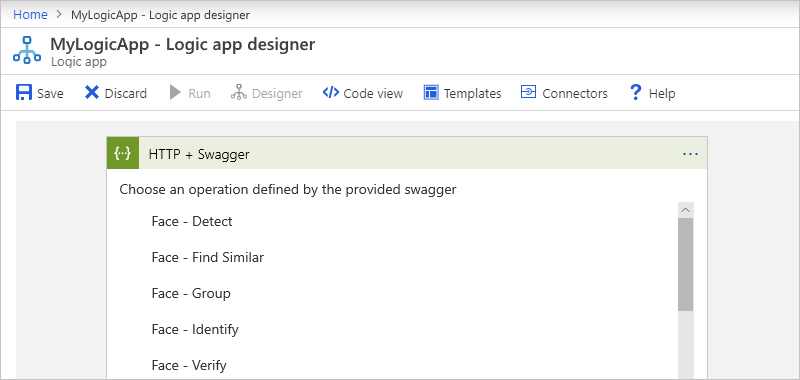 Home > MyLogicApp - Logic app designer
MyLogicApp - Logic app designer
Logic app
Save Discard Run Designer Code view Templates Connectors ? Help
HTTP + Swagger ...
Choose an operation defined by the provided swagger
Face - Detect
Face - Find Similar
Face - Group
Face - Identify
Face - Verify